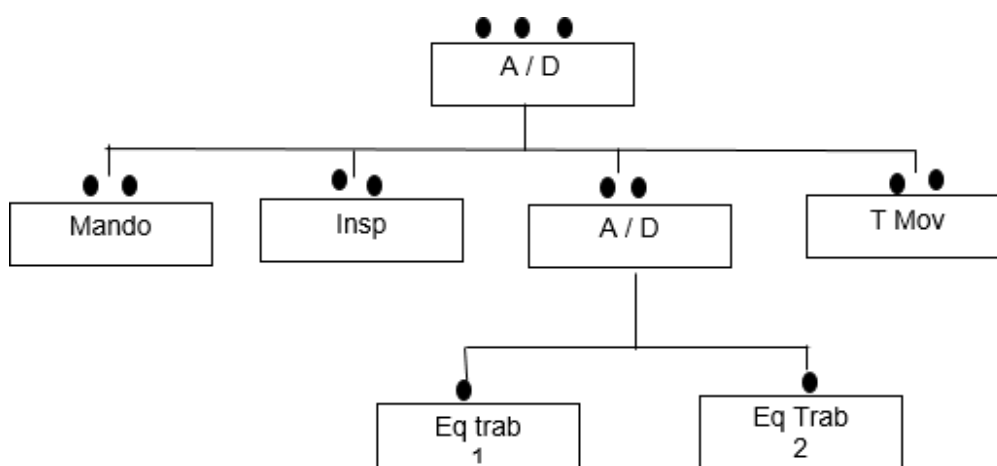 A / D
Mando
Insp
A / D
T Mov
Eq trab
1
Eq Trab
2